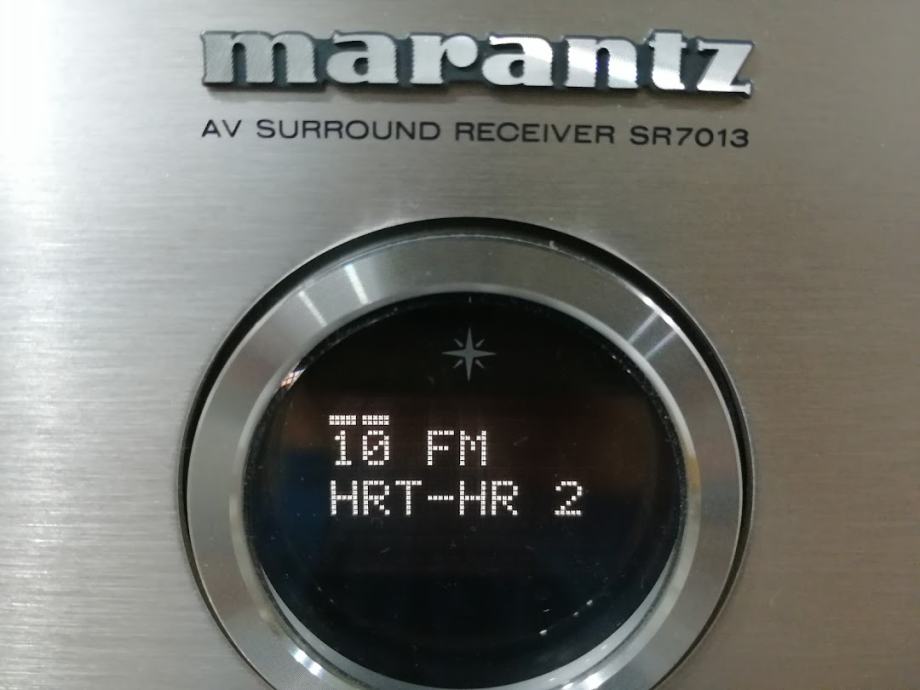 marantz
AV SURROUND RECEIVER SR7013
10 FM
HRT-HR 2